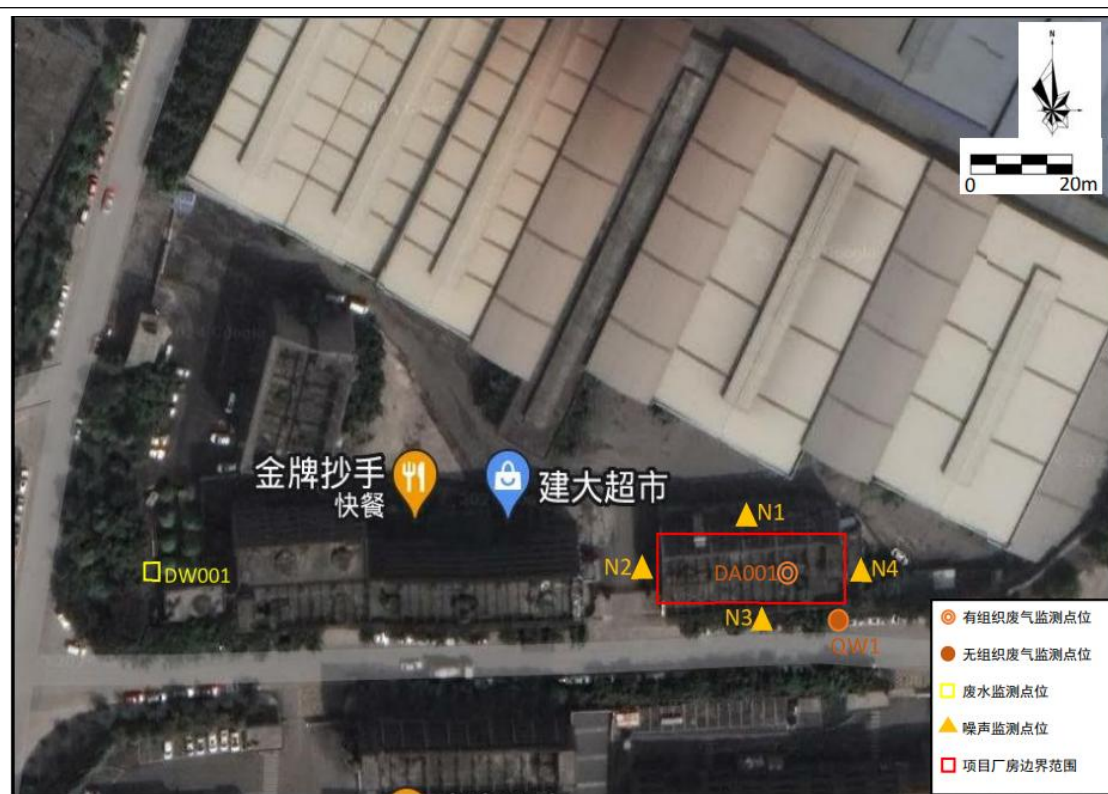 N
0 20m
金牌抄手
快餐
建大超市
N1
N2
DA001
N4
DW001
N3
QW1
有组织废气监测点位
无组织废气监测点位
废水监测点位
噪声监测点位
项目厂房边界范围